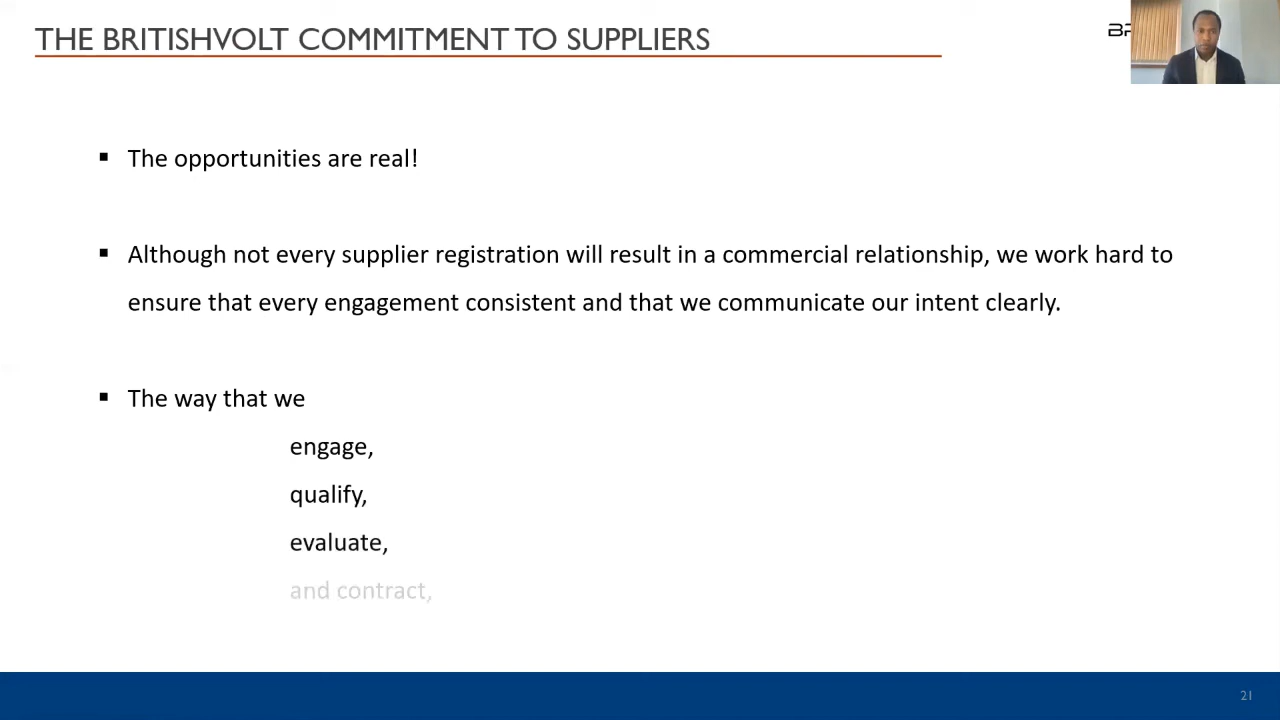 THE BRITISHVOLT COMMITMENT TO SUPPLIERS
▪ The opportunities are real!
▪ Although not every supplier registration will result in a commercial relationship, we work hard to
ensure that every engagement consistent and that we communicate our intent clearly.
▪ The way that we
engage,
qualify,
evaluate,
and contract,
21